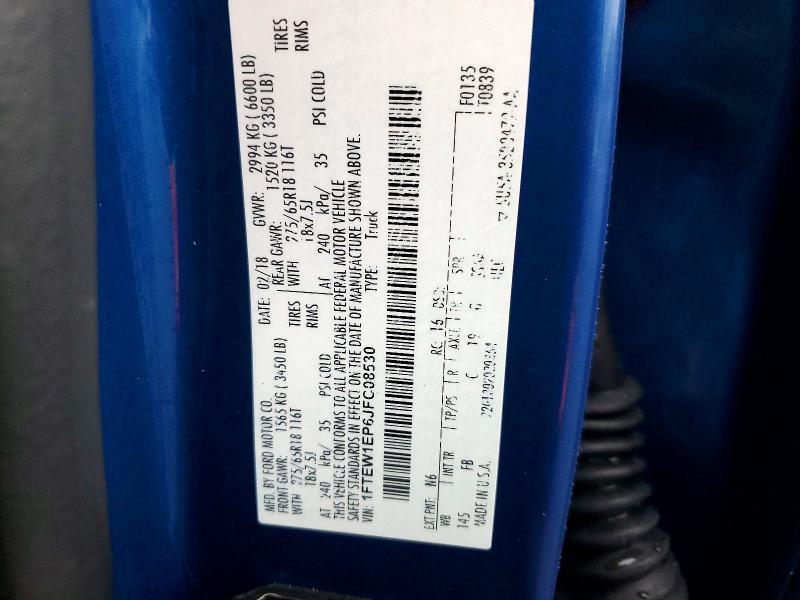 MFD. BY FORD MOTOR CO.
DATE: 02/18 GVWR: 2994 KG ( 6600 LB)
FRONT GAWR: 1565 KG ( 3450 LB) REAR GAWR: 1520 KG ( 3350 LB)
WITH 275/65R18 116T TIRES WITH 275/65R18 116T TIRES
18x7.5J RIMS 18x7.5J RIMS
AT 240 kPa/ 35 PSI COLD AT 240 kPa/ 35 PSI COLD
THIS VEHICLE CONFORMS TO ALL APPLICABLE FEDERAL MOTOR VEHICLE
SAFETY STANDARDS IN EFFECT ON THE DATE OF MANUFACTURE SHOWN ABOVE.
VIN: 1FTEW1EP6JFC08530 TYPE: Truck
EXT PNT: N6 RC: 16 F0135
WB INT TR TP/PS R AXLE TR SPR T0839
145 FB C 19
MADE IN U.S.A.